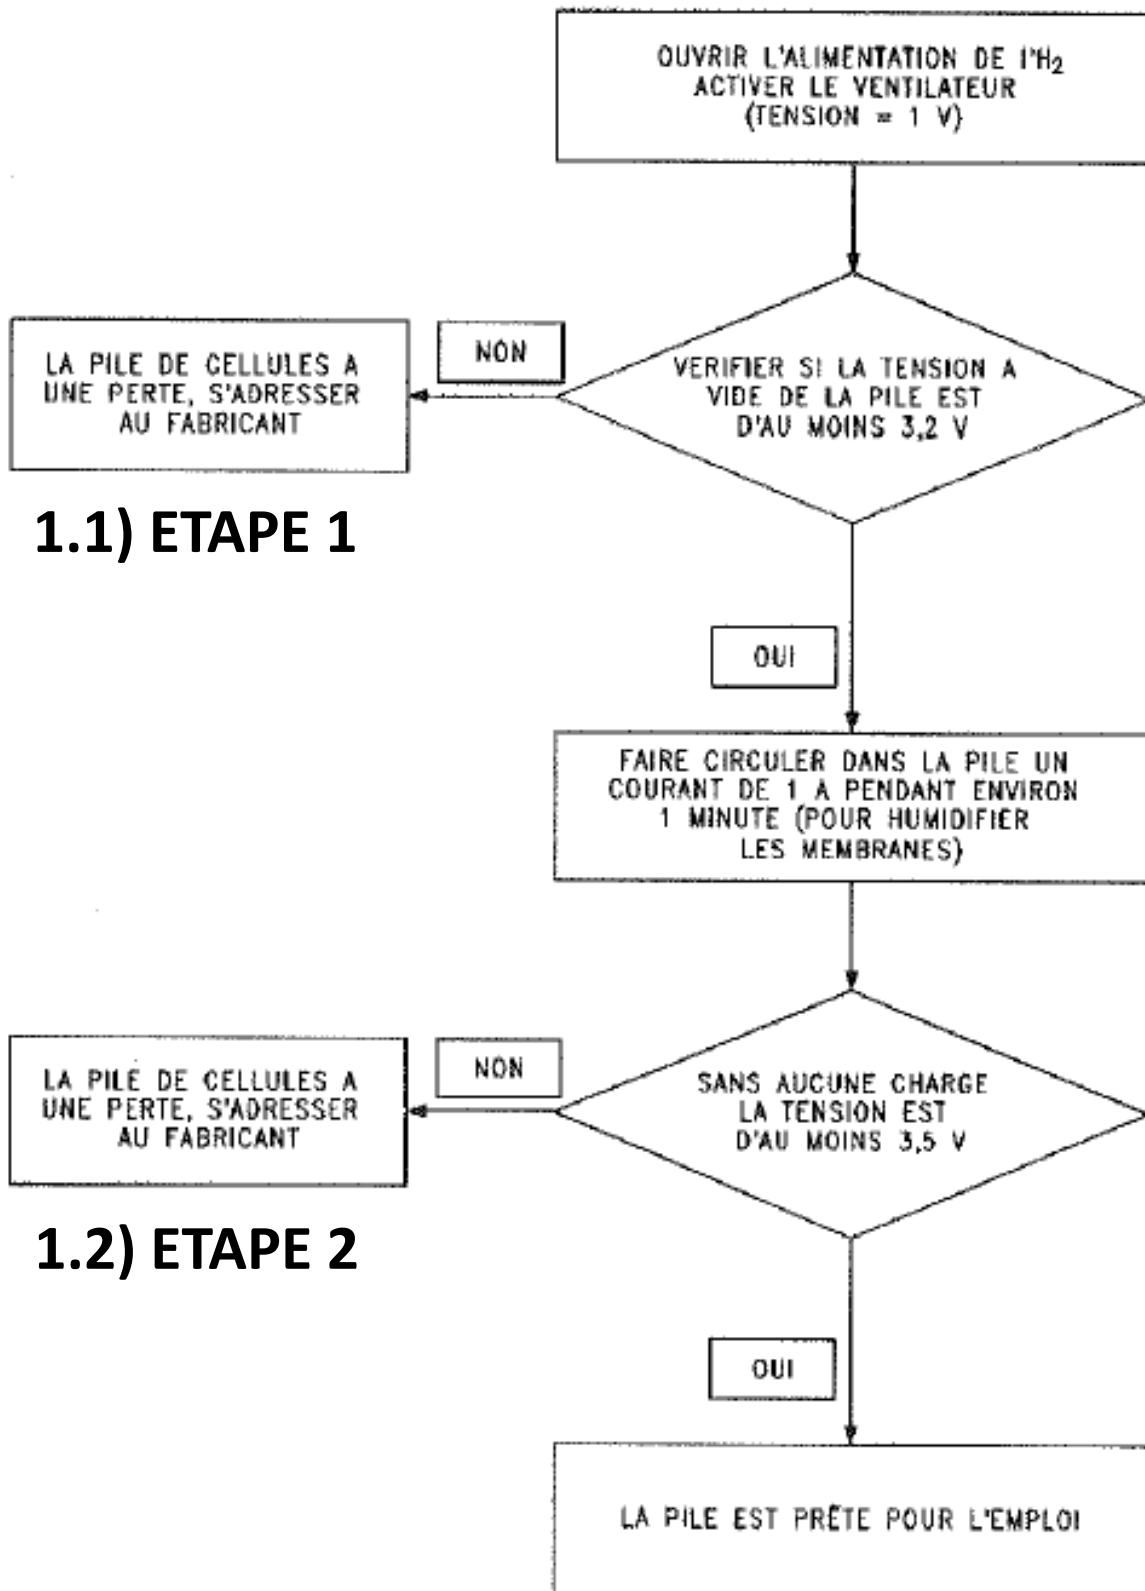 OUVRIR L'ALIMENTATION DE l'H₂
ACTIVER LE VENTILATEUR
(TENSION = 1 V)
NON
LA PILE DE CELLULES A
UNE PERTE, S'ADRESSER
AU FABRICANT
VERIFIER SI LA TENSION A
VIDE DE LA PILE EST
D'AU MOINS 3,2 V
1.1) ETAPE 1
OUI
FAIRE CIRCULER DANS LA PILE UN
COURANT DE 1 A PENDANT ENVIRON
1 MINUTE (POUR HUMIDIFIER
LES MEMBRANES)
NON
LA PILE DE CELLULES A
UNE PERTE, S'ADRESSER
AU FABRICANT
SANS AUCUNE CHARGE
LA TENSION EST
D'AU MOINS 3,5 V
1.2) ETAPE 2
OUI
LA PILE EST PRÊTE POUR L'EMPLOI